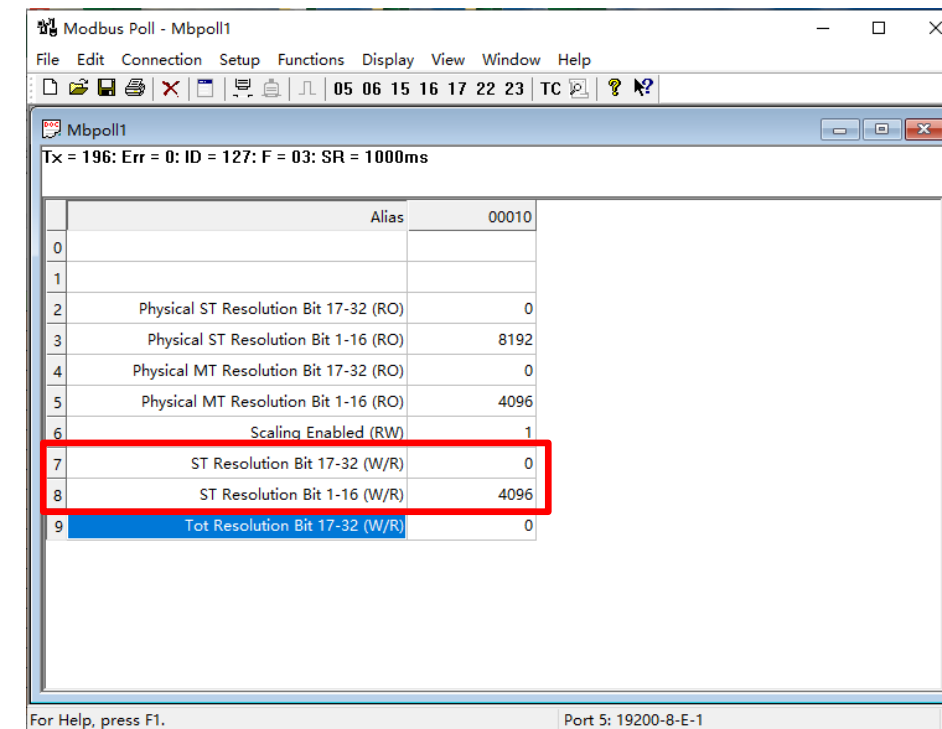 Modbus Poll - Mbpoll1
File Edit Connection Setup Functions Display View Window Help
05 06 15 16 17 22 23 TC
Mbpoll1
Tx = 196: Err = 0: ID = 127: F = 03: SR = 1000ms
Alias 00010
0
1
2 Physical ST Resolution Bit 17-32 (RO) 0
3 Physical ST Resolution Bit 1-16 (RO) 8192
4 Physical MT Resolution Bit 17-32 (RO) 0
5 Physical MT Resolution Bit 1-16 (RO) 4096
6 Scaling Enabled (RW) 1
7 ST Resolution Bit 17-32 (W/R) 0
8 ST Resolution Bit 1-16 (W/R) 4096
9 Tot Resolution Bit 17-32 (W/R) 0
For Help, press F1. Port 5: 19200-8-E-1